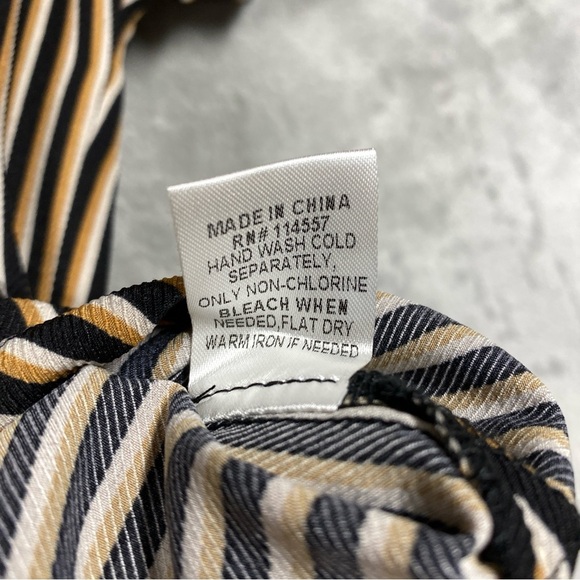 MADE IN CHINA
RN# 114557
HAND WASH COLD
SEPARATELY,
ONLY NON-CHLORINE
BLEACH WHEN
NEEDED,FLAT DRY
WARM IRON IF NEEDED